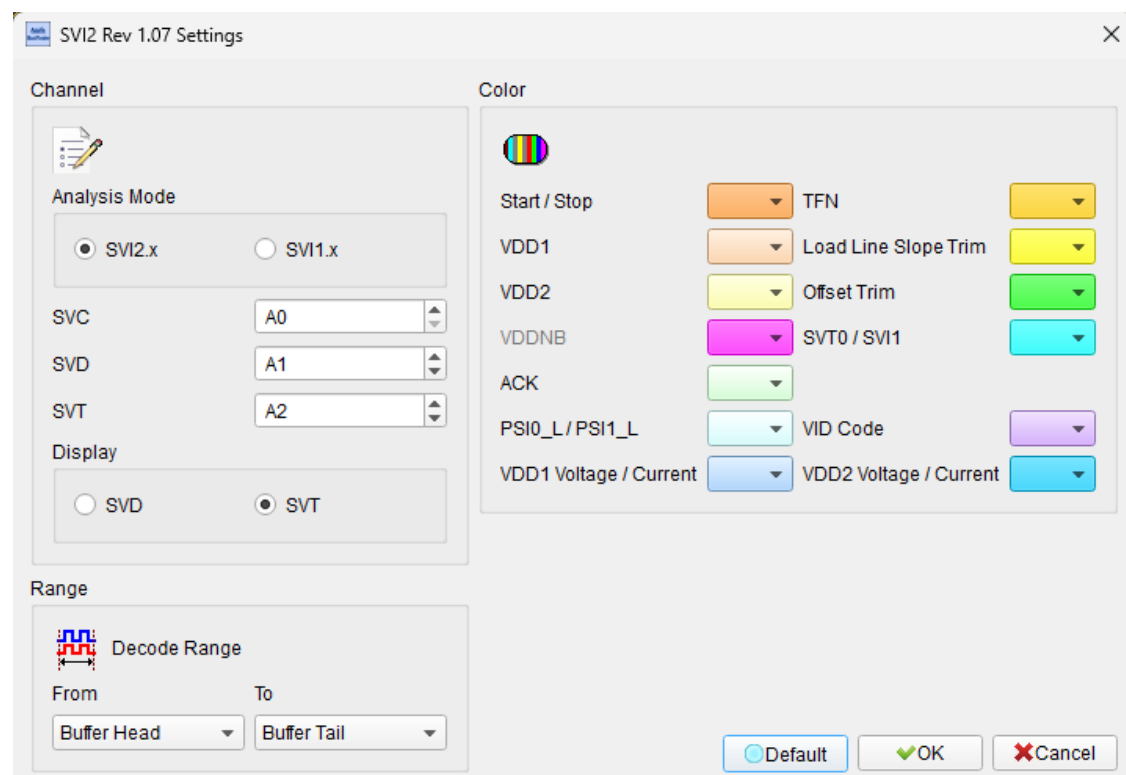 SVI2 Rev 1.07 Settings
Channel
Analysis Mode
SVI2.x SVI1.x
SVC A0
SVD A1
SVT A2
Display
SVD SVT
Range
Decode Range
From To
Buffer Head Buffer Tail
Color
Start / Stop TFN
VDD1 Load Line Slope Trim
VDD2 Offset Trim
VDDNB SVT0 / SVI1
ACK
PSI0_L / PSI1_L VID Code
VDD1 Voltage / Current VDD2 Voltage / Current
Default OK Cancel